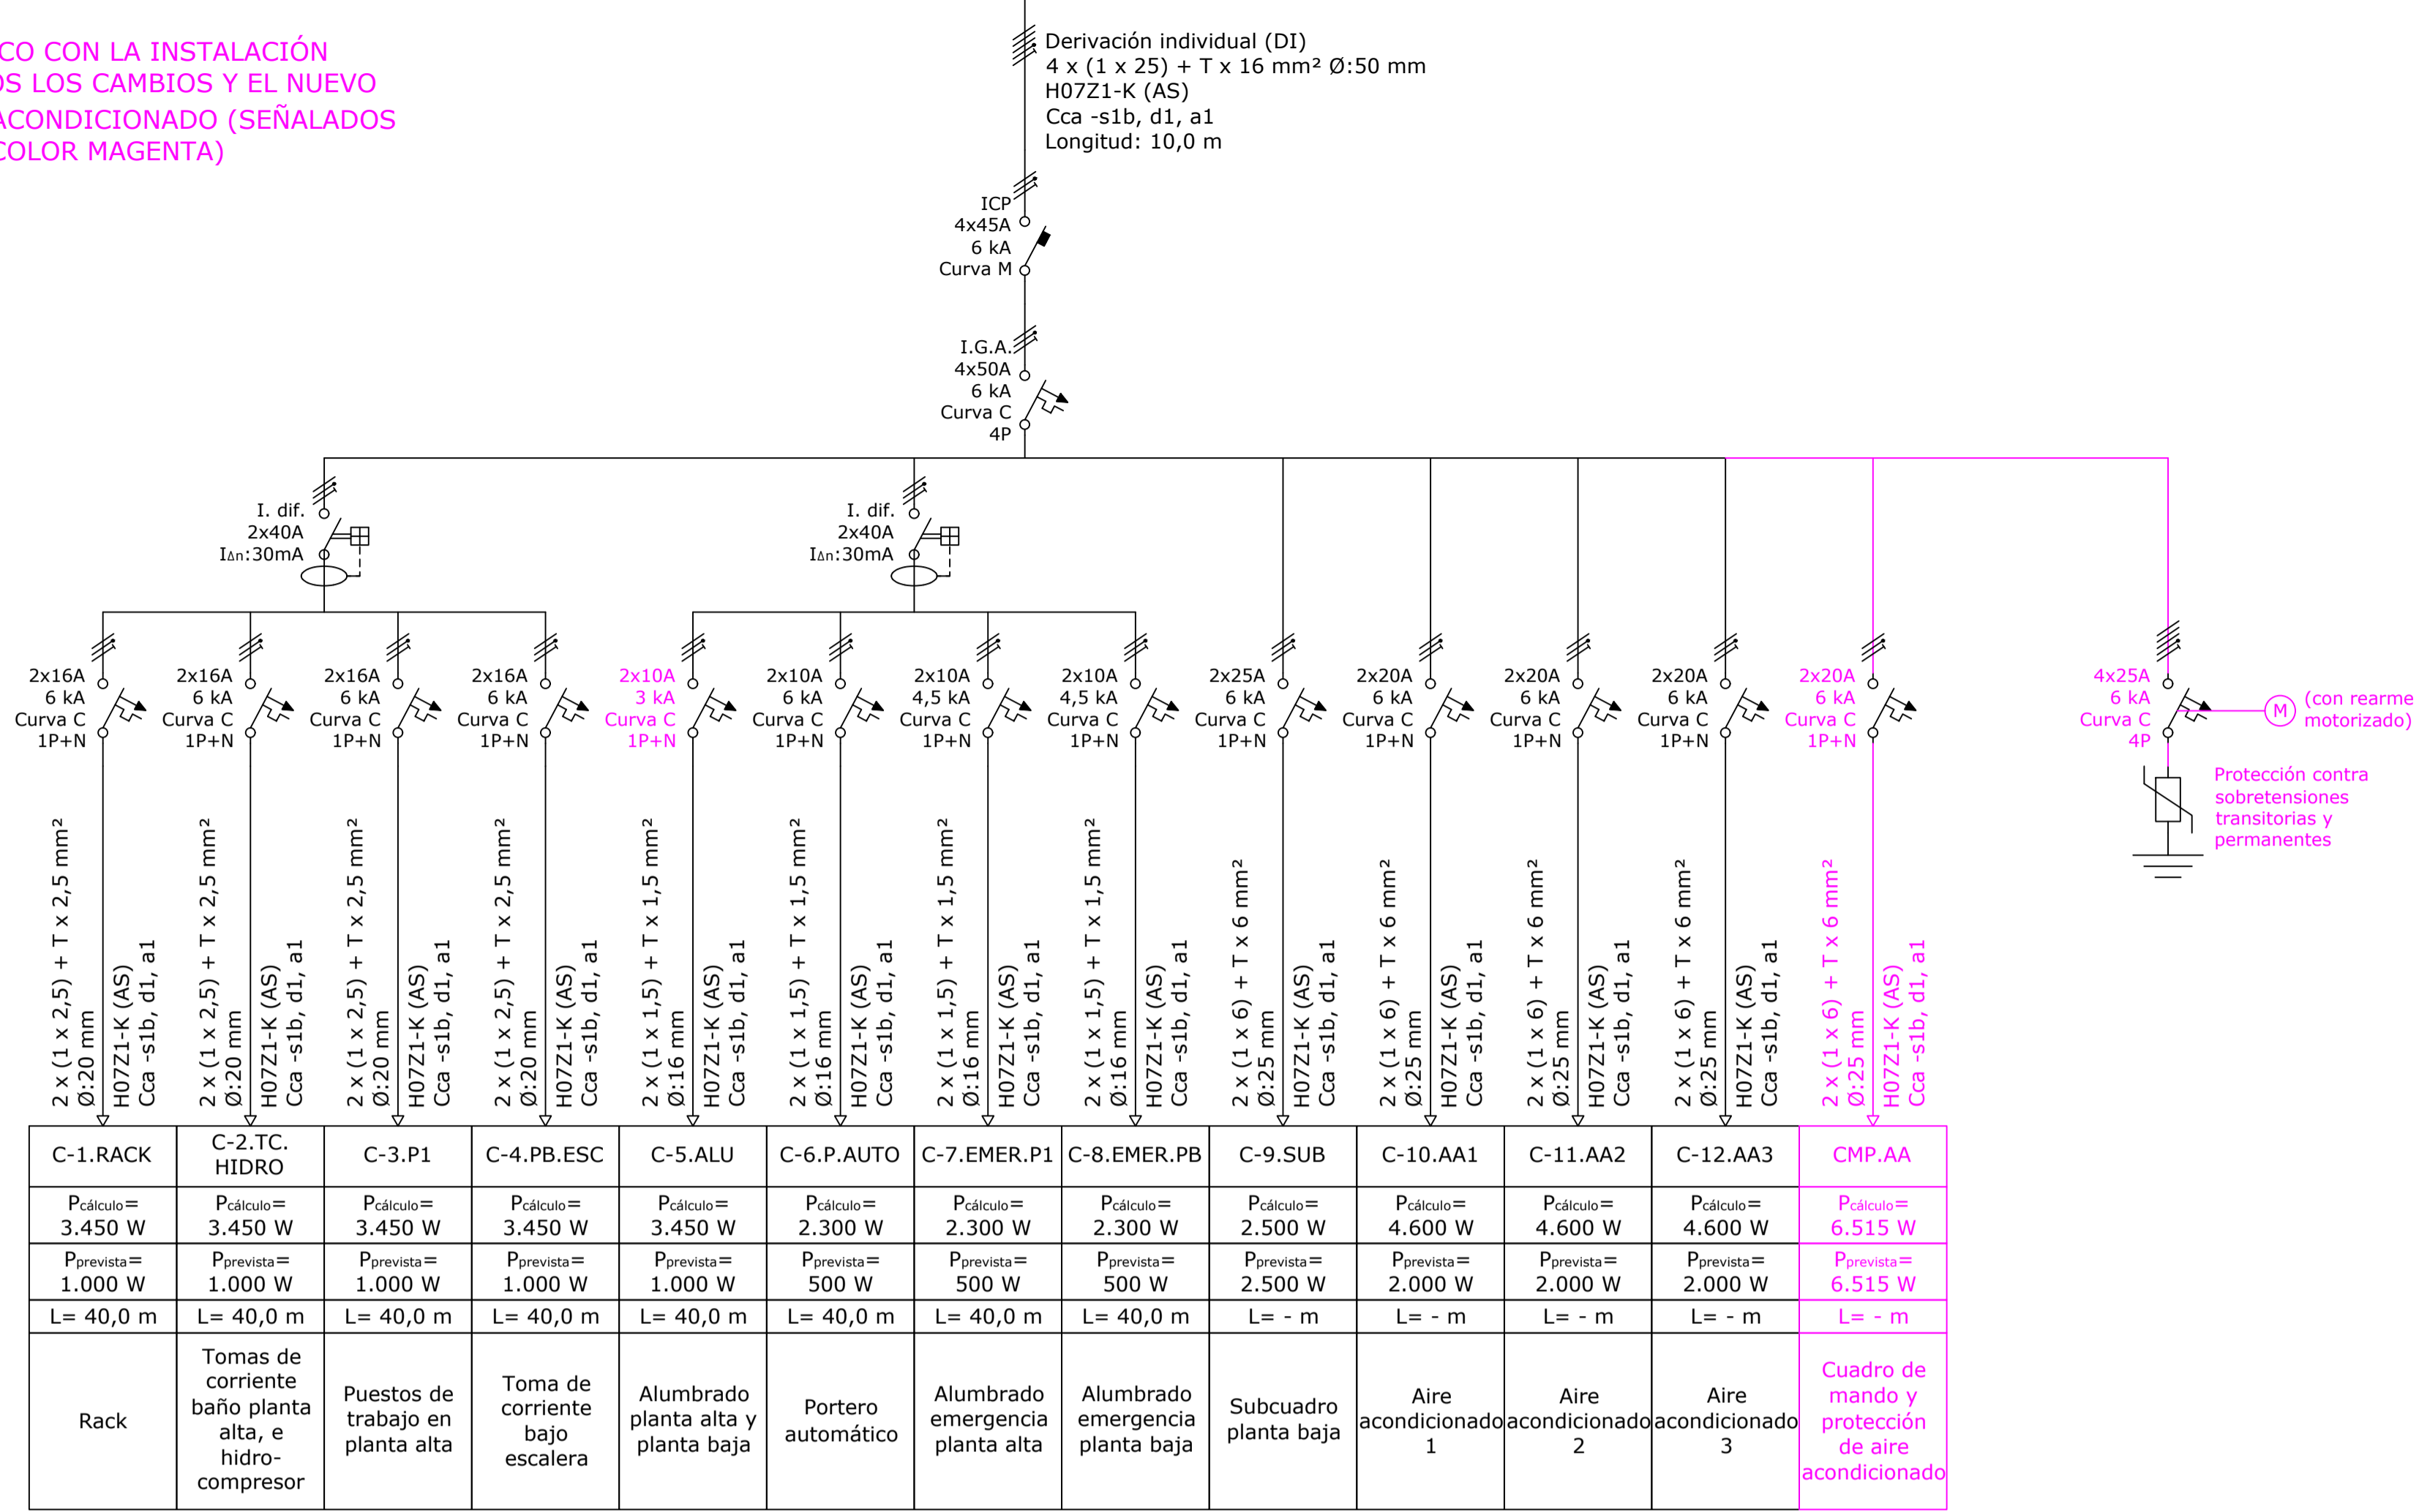 CO CON LA INSTALACIÓN
OS LOS CAMBIOS Y EL NUEVO
ACONDICIONADO (SEÑALADOS
COLOR MAGENTA)
Derivación individual (DI)
4 x (1 x 25) + T x 16 mm² Ø:50 mm
H07Z1-K (AS)
Cca -s1b, d1, a1
Longitud: 10,0 m
ICP
4x45A
6 kA
Curva M
I.G.A.
4x50A
6 kA
Curva C
4P
I. dif.
2x40A
IΔn:30mA
I. dif.
2x40A
IΔn:30mA
2x16A
6 kA
Curva C
1P+N
2x16A
6 kA
Curva C
1P+N
2x16A
6 kA
Curva C
1P+N
2x16A
6 kA
Curva C
1P+N
2x10A
3 kA
Curva C
1P+N
2x10A
6 kA
Curva C
1P+N
2x10A
4,5 kA
Curva C
1P+N
2x10A
4,5 kA
Curva C
1P+N
2x25A
6 kA
Curva C
1P+N
2x20A
6 kA
Curva C
1P+N
2x20A
6 kA
Curva C
1P+N
2x20A
6 kA
Curva C
1P+N
2x20A
6 kA
Curva C
1P+N
4x25A
6 kA
Curva C
4P
M
(con rearme
motorizado)
Protección contra
sobretensiones
transitorias y
permanentes
2 x (1 x 2,5) + T x 2,5 mm²
Ø:20 mm
H07Z1-K (AS)
Cca -s1b, d1, a1
2 x (1 x 2,5) + T x 2,5 mm²
Ø:20 mm
H07Z1-K (AS)
Cca -s1b, d1, a1
2 x (1 x 2,5) + T x 2,5 mm²
Ø:20 mm
H07Z1-K (AS)
Cca -s1b, d1, a1
2 x (1 x 2,5) + T x 2,5 mm²
Ø:20 mm
H07Z1-K (AS)
Cca -s1b, d1, a1
2 x (1 x 1,5) + T x 1,5 mm²
Ø:16 mm
H07Z1-K (AS)
Cca -s1b, d1, a1
2 x (1 x 1,5) + T x 1,5 mm²
Ø:16 mm
H07Z1-K (AS)
Cca -s1b, d1, a1
2 x (1 x 1,5) + T x 1,5 mm²
Ø:16 mm
H07Z1-K (AS)
Cca -s1b, d1, a1
2 x (1 x 1,5) + T x 1,5 mm²
Ø:16 mm
H07Z1-K (AS)
Cca -s1b, d1, a1
2 x (1 x 6) + T x 6 mm²
Ø:25 mm
H07Z1-K (AS)
Cca -s1b, d1, a1
2 x (1 x 6) + T x 6 mm²
Ø:25 mm
H07Z1-K (AS)
Cca -s1b, d1, a1
2 x (1 x 6) + T x 6 mm²
Ø:25 mm
H07Z1-K (AS)
Cca -s1b, d1, a1
2 x (1 x 6) + T x 6 mm²
Ø:25 mm
H07Z1-K (AS)
Cca -s1b, d1, a1
2 x (1 x 6) + T x 6 mm²
Ø:25 mm
H07Z1-K (AS)
Cca -s1b, d1, a1
C-1.RACK
Pcálculo=
3.450 W
Pprevista=
1.000 W
L= 40,0 m
Rack
C-2.TC.
HIDRO
Pcálculo=
3.450 W
Pprevista=
1.000 W
L= 40,0 m
Tomas de
corriente
baño planta
alta, e
hidro-
compresor
C-3.P1
Pcálculo=
3.450 W
Pprevista=
1.000 W
L= 40,0 m
Puestos de
trabajo en
planta alta
C-4.PB.ESC
Pcálculo=
3.450 W
Pprevista=
1.000 W
L= 40,0 m
Toma de
corriente
bajo
escalera
C-5.ALU
Pcálculo=
3.450 W
Pprevista=
1.000 W
L= 40,0 m
Alumbrado
planta alta y
planta baja
C-6.P.AUTO
Pcálculo=
2.300 W
Pprevista=
500 W
L= 40,0 m
Portero
automático
C-7.EMER.P1
Pcálculo=
2.300 W
Pprevista=
500 W
L= 40,0 m
Alumbrado
emergencia
planta alta
C-8.EMER.PB
Pcálculo=
2.300 W
Pprevista=
500 W
L= 40,0 m
Alumbrado
emergencia
planta baja
C-9.SUB
Pcálculo=
2.500 W
Pprevista=
2.500 W
L= - m
Subcuadro
planta baja
C-10.AA1
Pcálculo=
4.600 W
Pprevista=
2.000 W
L= - m
Aire
acondicionado
1
C-11.AA2
Pcálculo=
4.600 W
Pprevista=
2.000 W
L= - m
Aire
acondicionado
2
C-12.AA3
Pcálculo=
4.600 W
Pprevista=
2.000 W
L= - m
Aire
acondicionado
3
CMP.AA
Pcálculo=
6.515 W
Pprevista=
6.515 W
L= - m
Cuadro de
mando y
protección
de aire
acondicionado